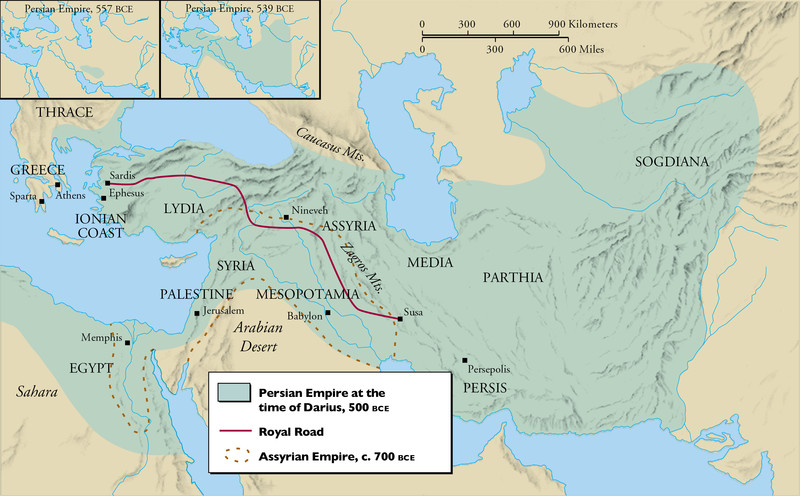 Persian Empire, 557 BCE
Persian Empire, 539 BCE
0 300 600 900 Kilometers
0 300 600 Miles
THRACE
Caucasus Mts.
SOGDIANA
GREECE
Sardis
Athens
Ephesus
Sparta
IONIAN
COAST
LYDIA
Nineveh
ASSYRIA
Zagros Mts.
MEDIA
PARTHIA
SYRIA
PALESTINE
MESOPOTAMIA
Jerusalem
Babylon
Susa
Arabian
Desert
Memphis
EGYPT
Persepolis
PERSIS
Sahara
Persian Empire at the
time of Darius, 500 BCE
Royal Road
Assyrian Empire, c. 700 BCE